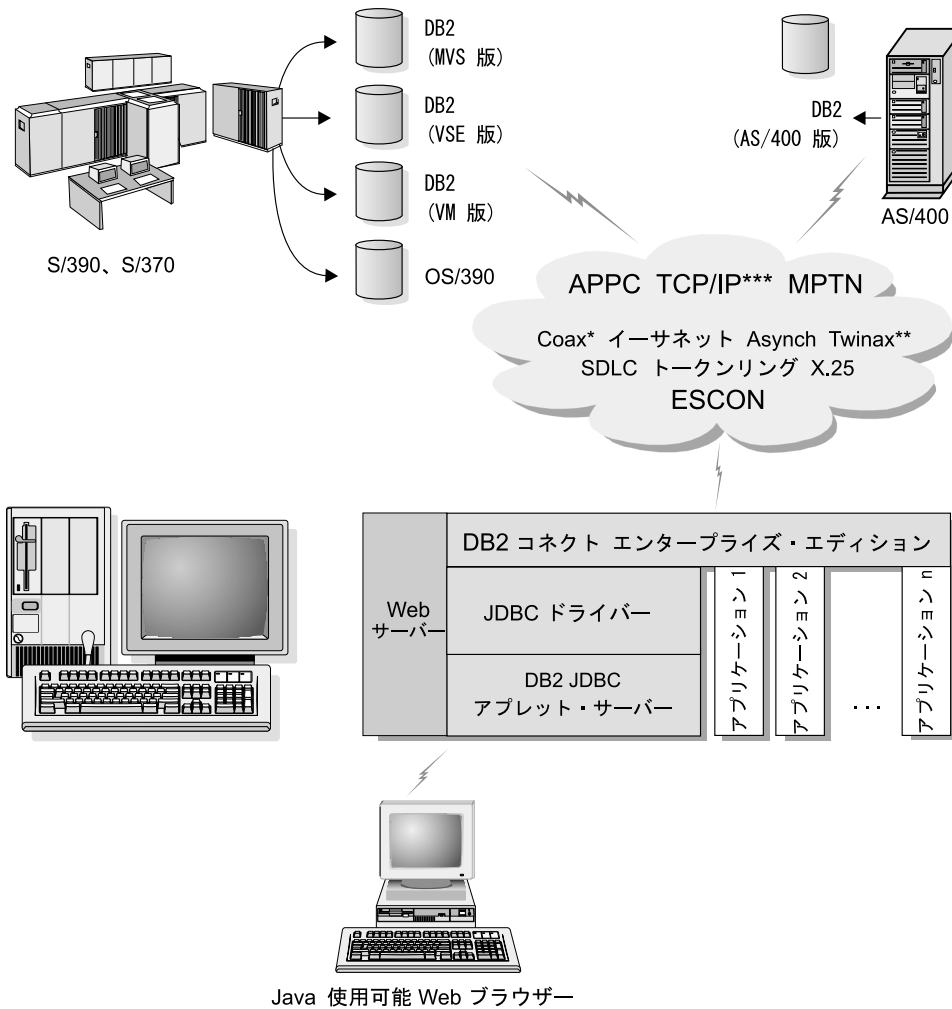 DB2
(MVS 版)
DB2
(VSE 版)
DB2
(VM 版)
OS/390
S/390、S/370
DB2
(AS/400 版)
AS/400
APPC TCP/IP*** MPTN
Coax* イーサネット Asynch Twinax**
SDLC トークンリング X.25
ESCON
DB2 コネクト エンタープライズ・エディション
Web
サーバー
JDBC ドライバー
DB2 JDBC
アプレット・サーバー
アプリケーション 1
アプリケーション 2
...
アプリケーション n
Java 使用可能 Web ブラウザー